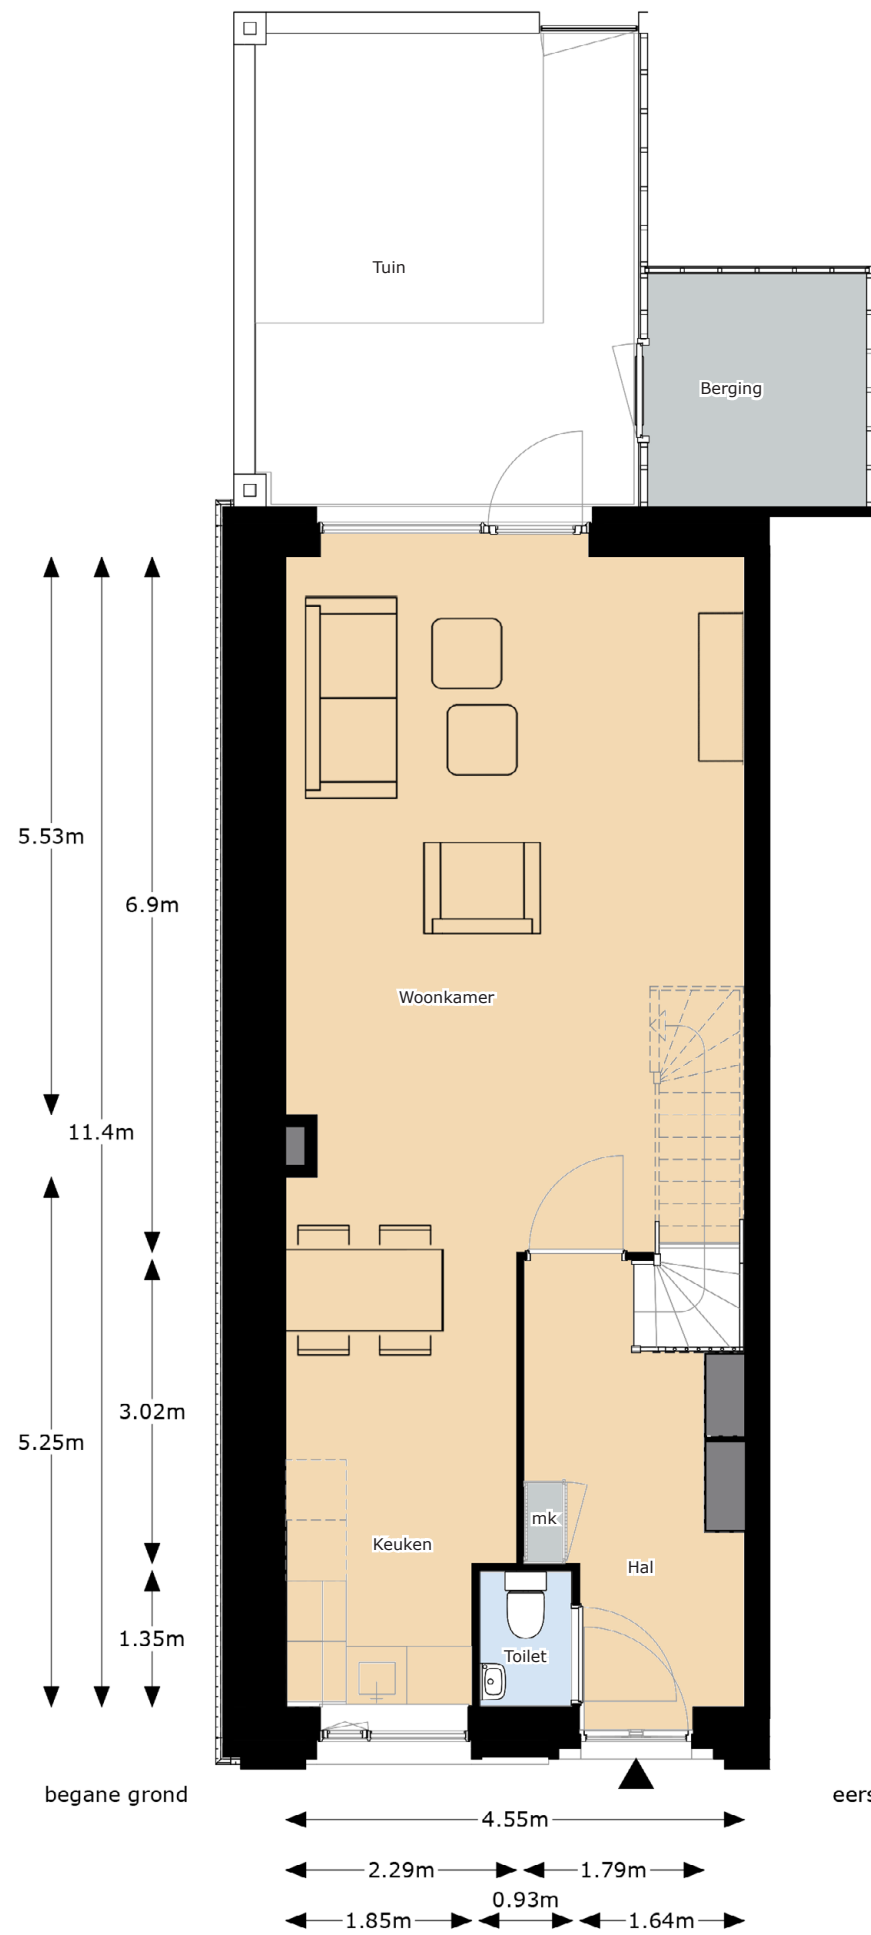 Tuin
Berging
5.53m
6.9m
Woonkamer
11.4m
3.02m
5.25m
mk
Keuken
Hal
1.35m
Toilet
begane grond
eers
4.55m
2.29m
1.79m
0.93m
1.85m
1.64m